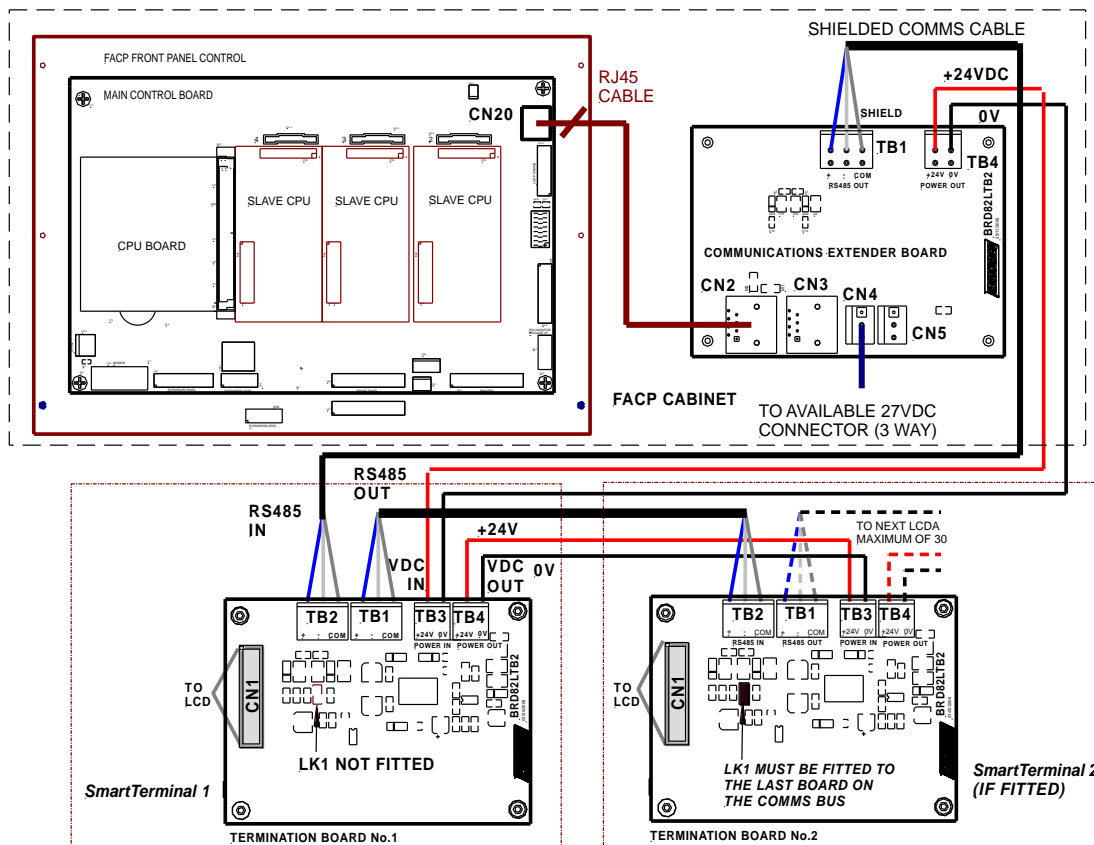 SHIELDED COMMS CABLE
FACP FRONT PANEL CONTROL
MAIN CONTROL BOARD
CN20
RJ45
CABLE
+24VDC
0V
SHIELD
TB1
TB4
+ - COM
RS485 OUT
+24V 0V
POWER OUT
BRD82LTB2
CPU BOARD
SLAVE CPU
SLAVE CPU
SLAVE CPU
4
3
2
COMMUNICATIONS EXTENDER BOARD
CN2
CN3
CN4
CN5
FACP CABINET
TO AVAILABLE 27VDC
CONNECTOR (3 WAY)
RS485
OUT
RS485
IN
+24V
VDC
IN
VDC
OUT
0V
TO NEXT LCDA
MAXIMUM OF 30
TB2
TB1
TB3
TB4
+ - COM
+ - COM
+24V 0V
+24V 0V
POWER IN
POWER OUT
CN1
TO
LCD
BRD82LTB2
LK1 NOT FITTED
SmartTerminal 1
TERMINATION BOARD No.1
TB2
TB1
TB3
TB4
+ - COM
+ - COM
+24V 0V
+24V 0V
RS485 IN
RS485 OUT
POWER IN
POWER OUT
CN1
TO
LCD
BRD82LTB2
LK1 MUST BE FITTED TO
THE LAST BOARD ON
THE COMMS BUS
SmartTerminal 2
(IF FITTED)
TERMINATION BOARD No.2